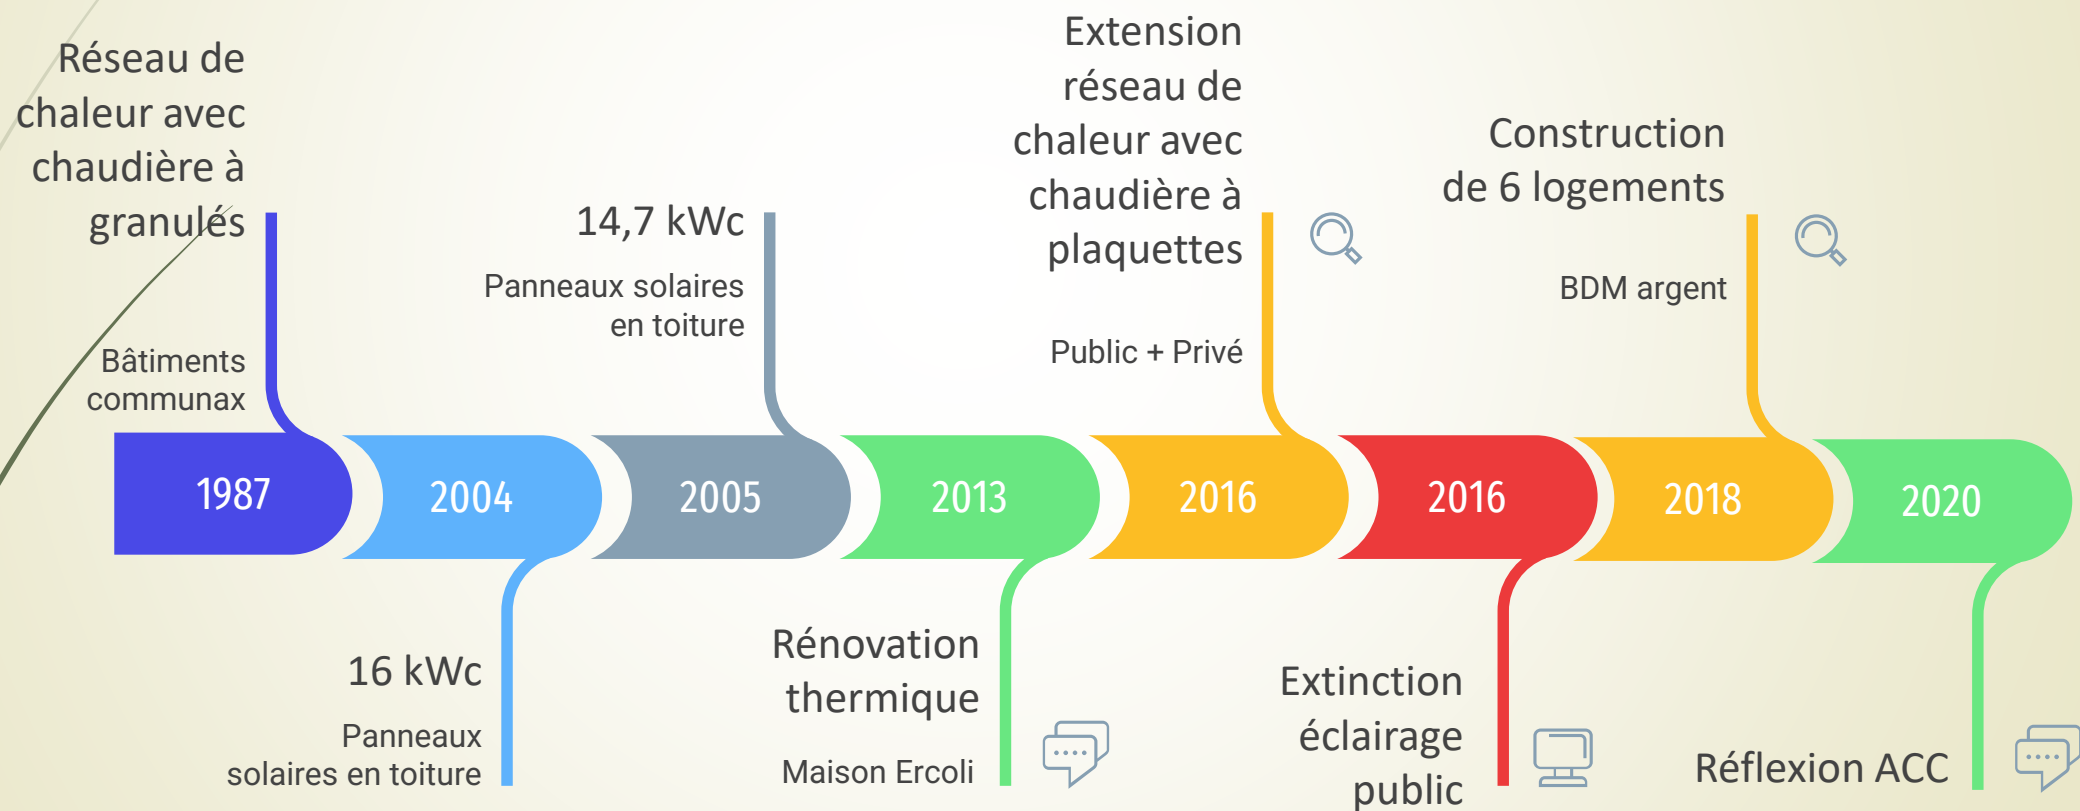 Réseau de
chaleur avec
chaudière à
granulés
Bâtiments
communax
1987
2004
16 kWc
Panneaux
solaires en toiture
14,7 kWc
Panneaux solaires
en toiture
2005
2013
Rénovation
thermique
Maison Ercoli
Extension
réseau de
chaleur avec
chaudière à
plaquettes
Public + Privé
2016
2016
Extinction
éclairage
public
Construction
de 6 logements
BDM argent
2018
2020
Réflexion ACC